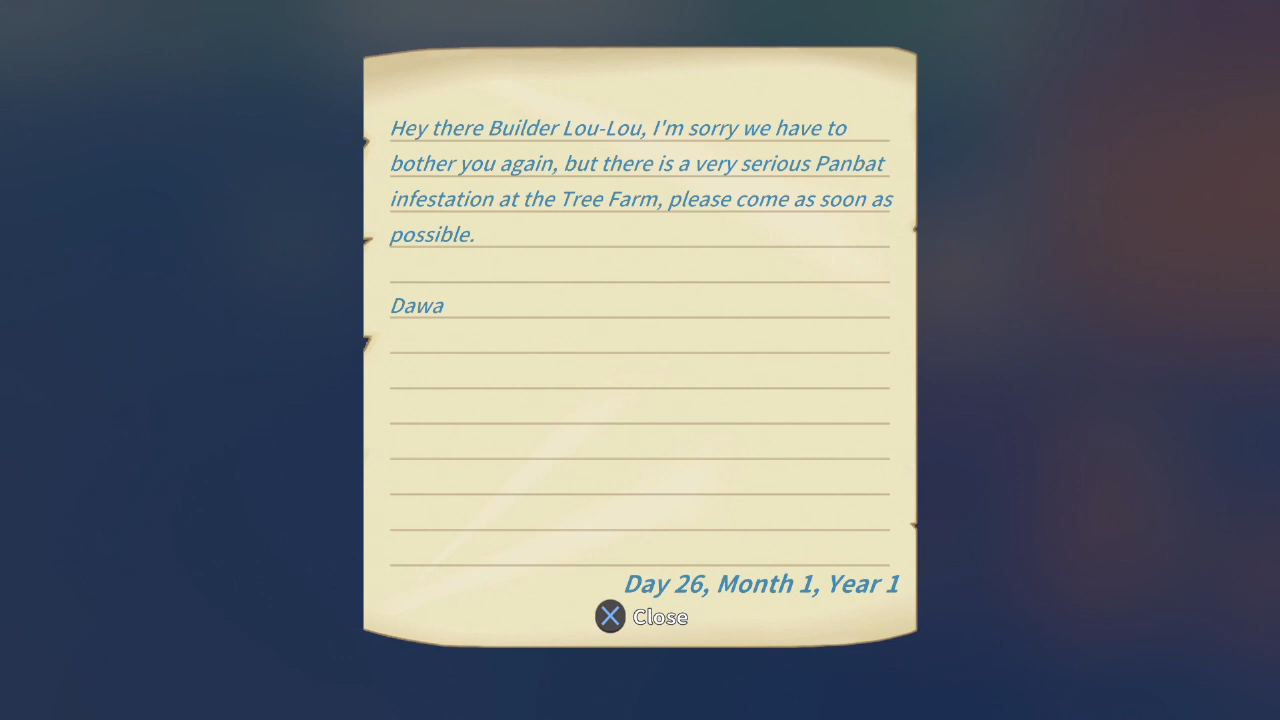 Hey there Builder Lou-Lou, I'm sorry we have to
bother you again, but there is a very serious Panbat
infestation at the Tree Farm, please come as soon as
possible.
Dawa
Day 26, Month 1, Year 1
Close